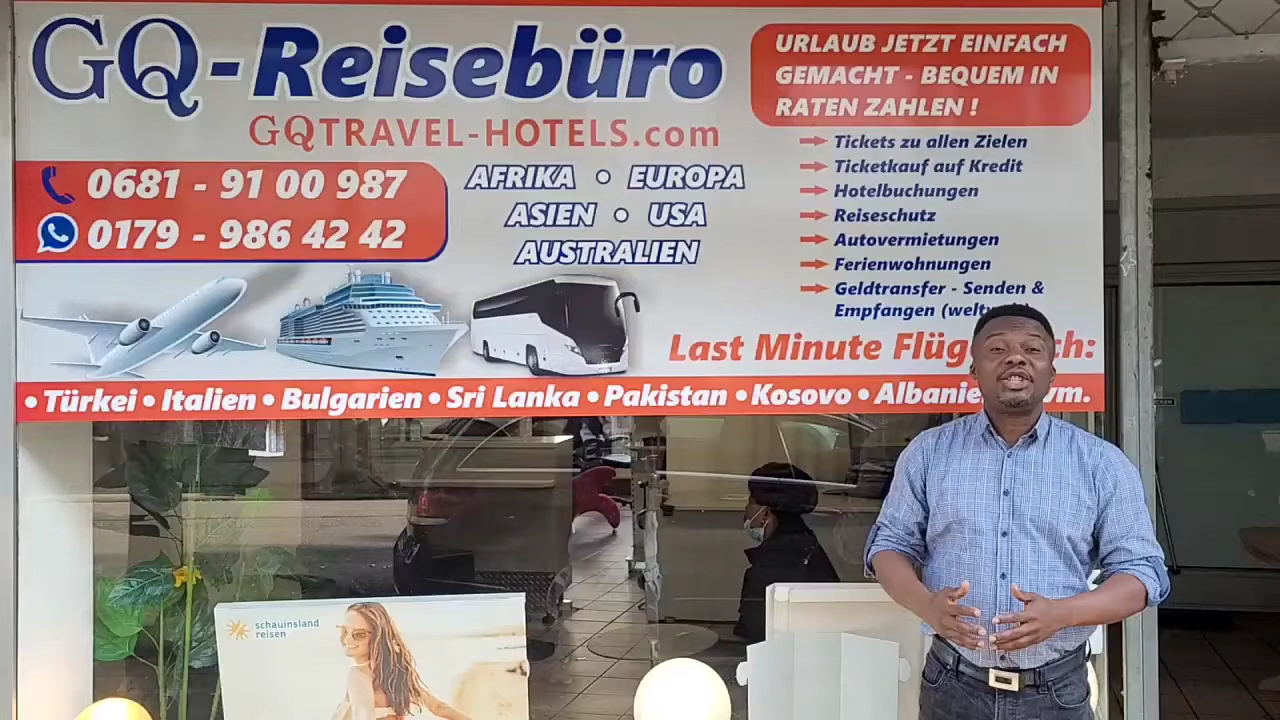 GQ-Reisebüro
GQTRAVEL-HOTELS.com
0681 - 91 00 987
0179 - 986 42 42
AFRIKA • EUROPA
ASIEN • USA
AUSTRALIEN
URLAUB JETZT EINFACH
GEMACHT - BEQUEM IN
RATEN ZAHLEN !
Tickets zu allen Zielen
Ticketkauf auf Kredit
Hotelbuchungen
Reiseschutz
Autovermietungen
Ferienwohnungen
Geldtransfer - Senden &
Empfangen
Last Minute
• Türkei • Italien • Bulgarien • Sri Lanka • Pakistan • Kosovo •
schauinsland
reisen